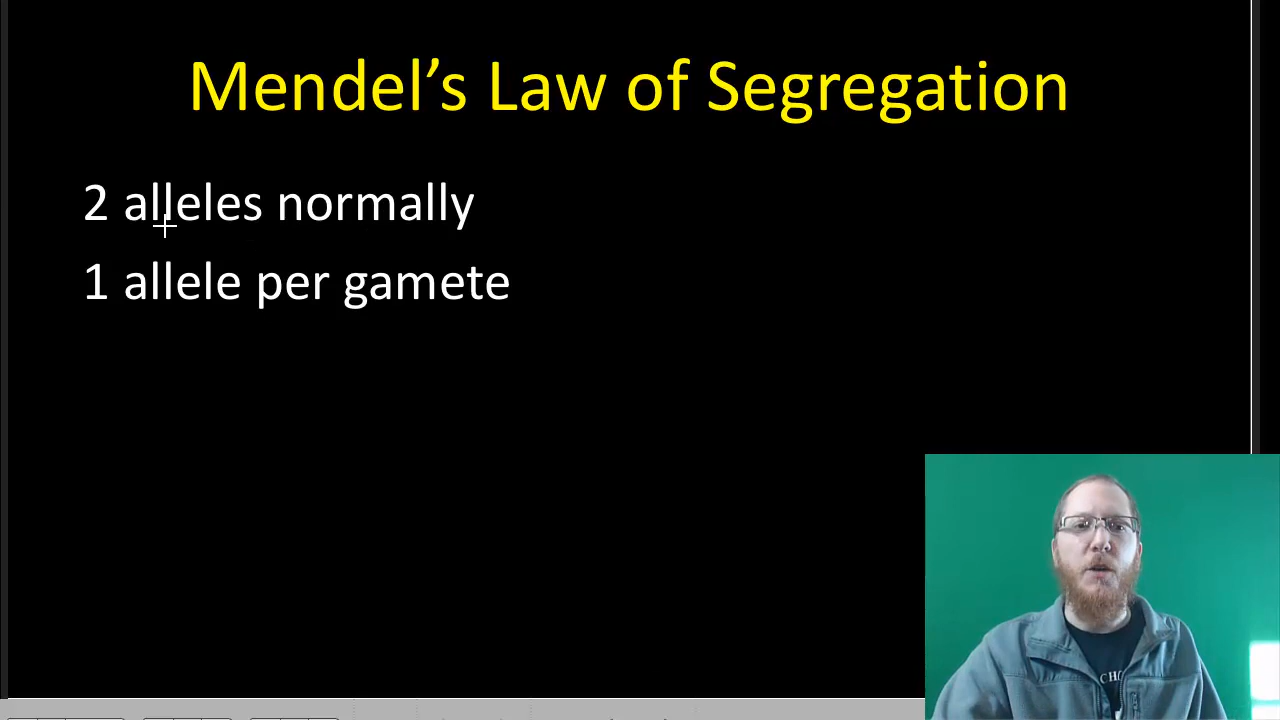 Mendel’s Law of Segregation
2 alleles normally
1 allele per gamete